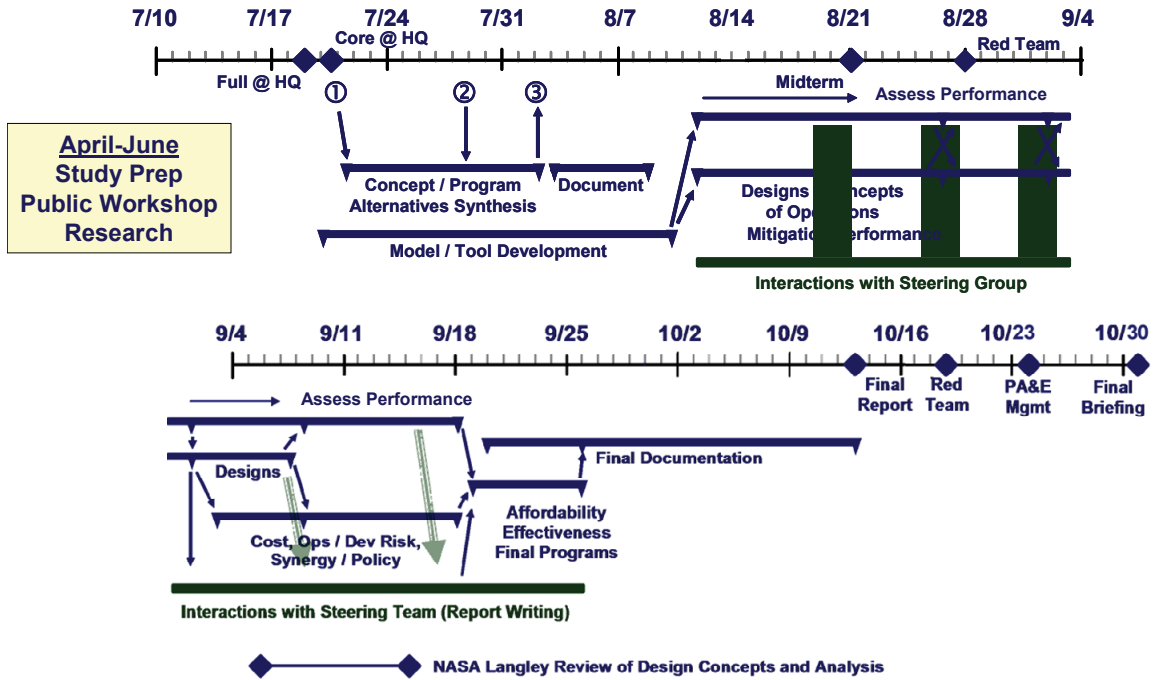 7/10 7/17 7/24 7/31 8/7 8/14 8/21 8/28 9/4
Core @ HQ
Red Team
Full @ HQ
Midterm
① ② ③
Assess Performance
April-June
Study Prep
Public Workshop
Research
Concept / Program
Alternatives Synthesis
Document
Designs
of
Mitigation
Model / Tool Development
Interactions with Steering Group
9/4 9/11 9/18 9/25 10/2 10/9 10/16 10/23 10/30
Final
Report
Red
Team
PA&E
Mgmt
Final
Briefing
Assess Performance
Designs
Final Documentation
Affordability
Effectiveness
Final Programs
Cost, Ops / Dev Risk,
Synergy / Policy
Interactions with Steering Team (Report Writing)
NASA Langley Review of Design Concepts and Analysis